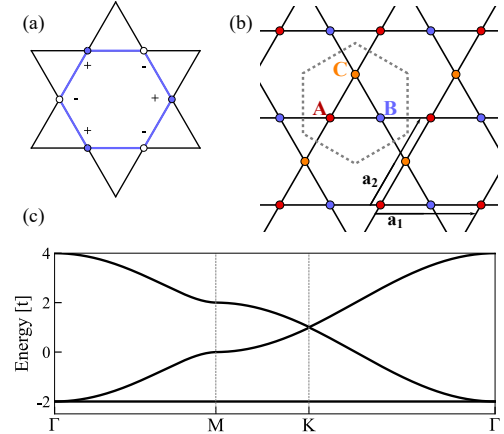 (a)
+
-
-
+
+
-
(b)
C
A
B
a₂
a₁
(c)
Energy [t]
4
2
0
-2
Γ
M
K
Γ